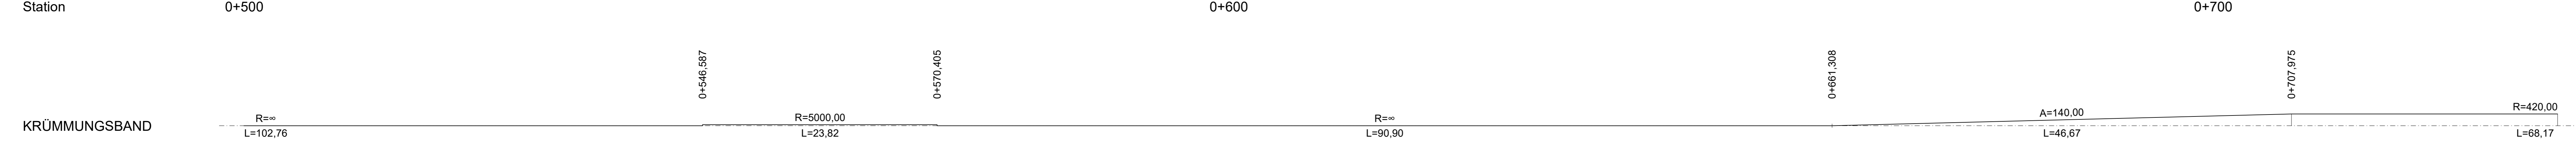 Station 0+500 0+600 0+700
0+546,587 0+570,405 0+661,308 0+707,975
R=∞ R=5000,00 R=∞ A=140,00 R=420,00
KRÜMMUNGSBAND
L=102,76 L=23,82 L=90,90 L=46,67 L=68,17